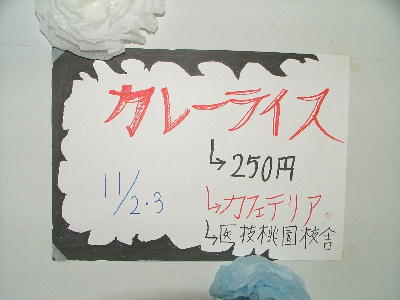 カレーライス
↳250円
11/2・3
↳カフェテリア
↳医技桃園校舎